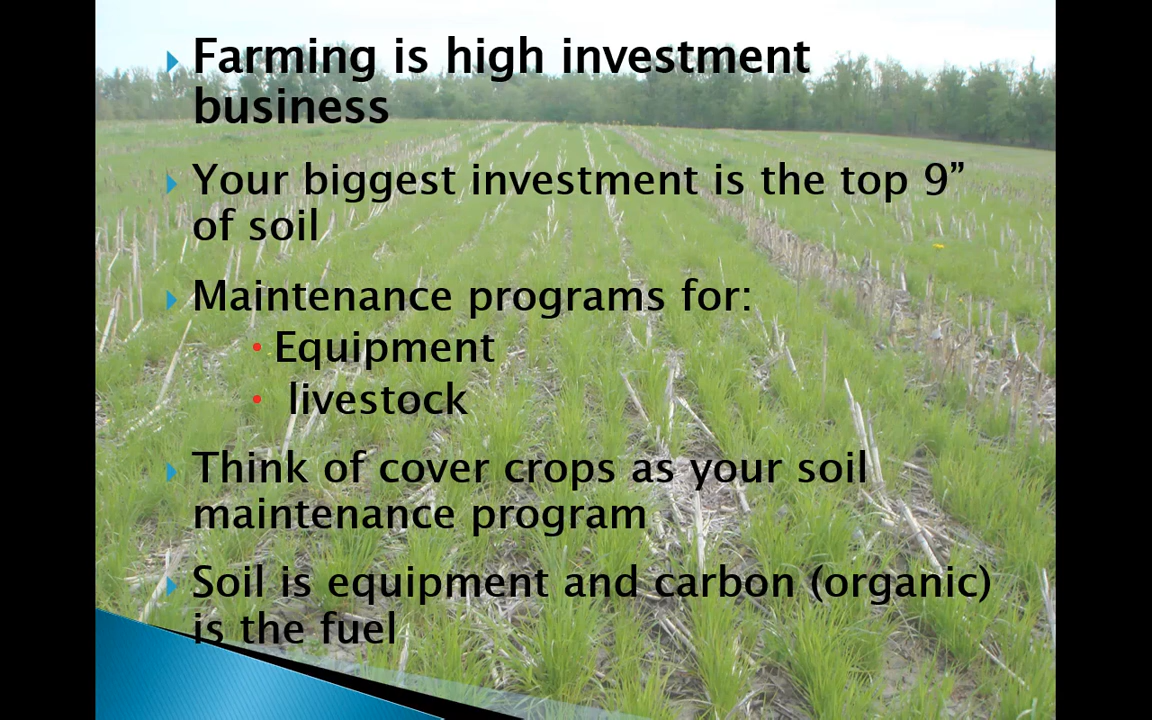 Farming is high investment
business
Your biggest investment is the top 9”
of soil
Maintenance programs for:
Equipment
livestock
Think of cover crops as your soil
maintenance program
Soil is equipment and carbon (organic)
is the fuel